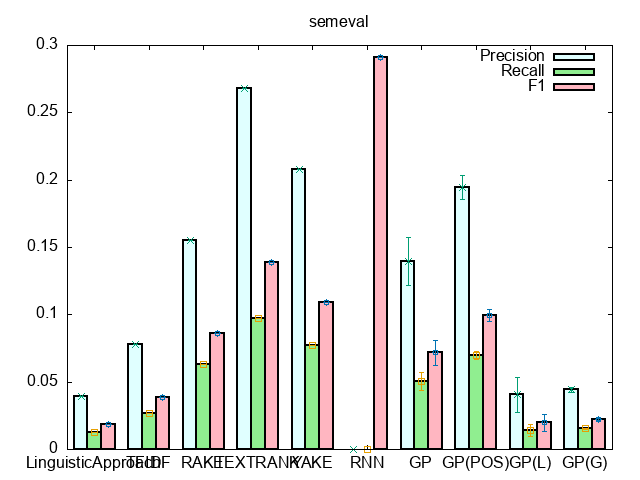 semeval
Precision
Recall
F1
0.3
0.25
0.2
0.15
0.1
0.05
0
LinguisticApproach TFIDF RAKE TEXTRANK YAKE RNN GP GP(POS) GP(L) GP(G)